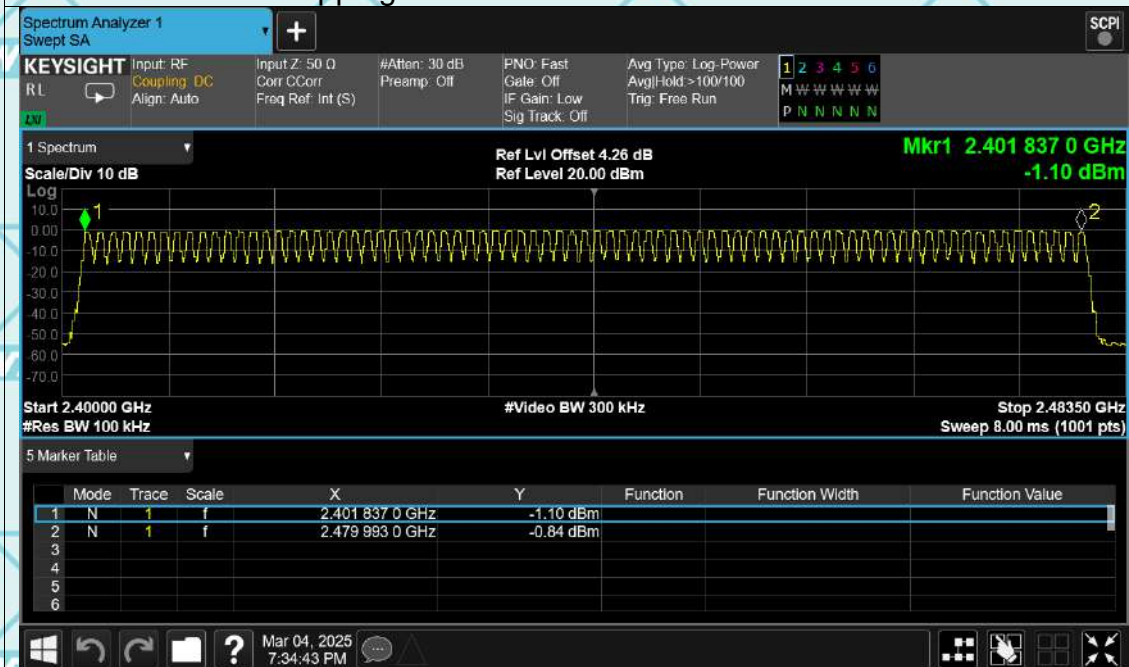 Spectrum Analyzer 1
Swept SA
+
SCPI
KEYSIGHT
RL
LXI
Input: RF
Coupling: DC
Align: Auto
Input Z: 50 Ω
Corr CCorr
Freq Ref: Int (S)
#Atten: 30 dB
Preamp: Off
PNO: Fast
Gate: Off
IF Gain: Low
Sig Track: Off
Avg Type: Log-Power
Avg|Hold:>100/100
Trig: Free Run
1 2 3 4 5 6
M W W W W W
P N N N N N
1 Spectrum
Scale/Div 10 dB
Ref Lvl Offset 4.26 dB
Ref Level 20.00 dBm
Mkr1 2.401 837 0 GHz
-1.10 dBm
Log
10.0
0.00
-10.0
-20.0
-30.0
-40.0
-50.0
-60.0
-70.0
1
2
Start 2.40000 GHz
#Res BW 100 kHz
#Video BW 300 kHz
Stop 2.48350 GHz
Sweep 8.00 ms (1001 pts)
5 Marker Table
Mode Trace Scale X Y Function Function Width Function Value
1 N 1 f 2.401 837 0 GHz -1.10 dBm
2 N 1 f 2.479 993 0 GHz -0.84 dBm
3
4
5
6
?
Mar 04, 2025
7:34:43 PM